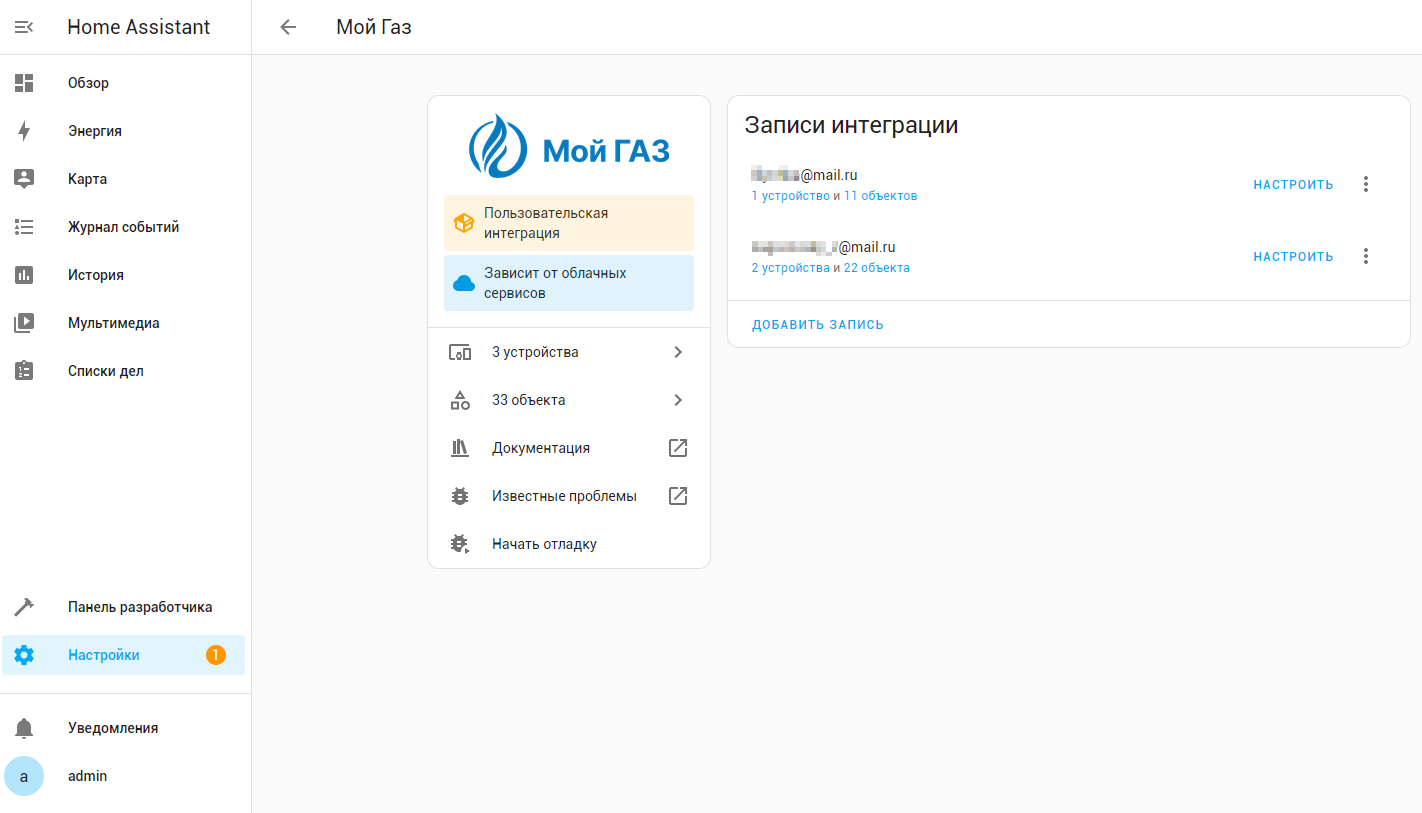 Home Assistant
Мой Газ
Обзор
Энергия
Карта
Журнал событий
История
Мультимедиа
Списки дел
Панель разработчика
Настройки
1
Уведомления
a
admin
Мой ГАЗ
Пользовательская
интеграция
Зависит от облачных
сервисов
3 устройства
33 объекта
Документация
Известные проблемы
Начать отладку
Записи интеграции
@mail.ru
НАСТРОИТЬ
1 устройство и 11 объектов
@mail.ru
НАСТРОИТЬ
2 устройства и 22 объекта
ДОБАВИТЬ ЗАПИСЬ